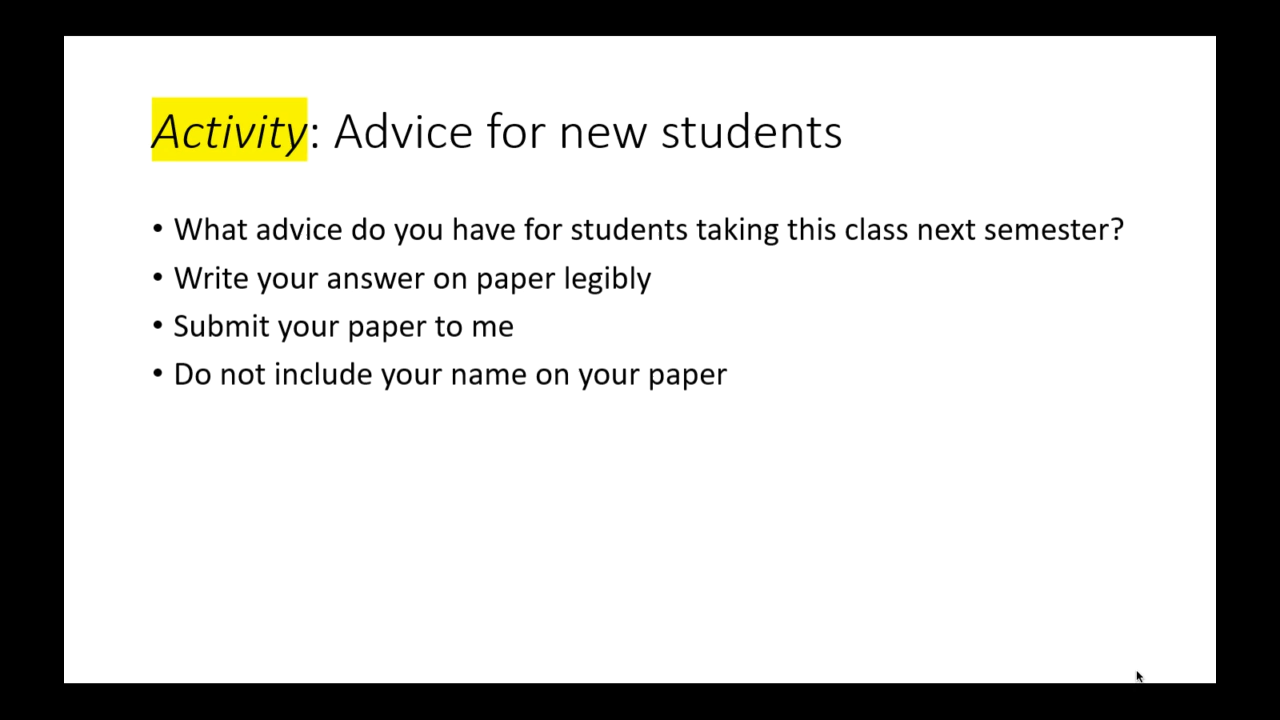 Activity: Advice for new students
• What advice do you have for students taking this class next semester?
• Write your answer on paper legibly
• Submit your paper to me
• Do not include your name on your paper